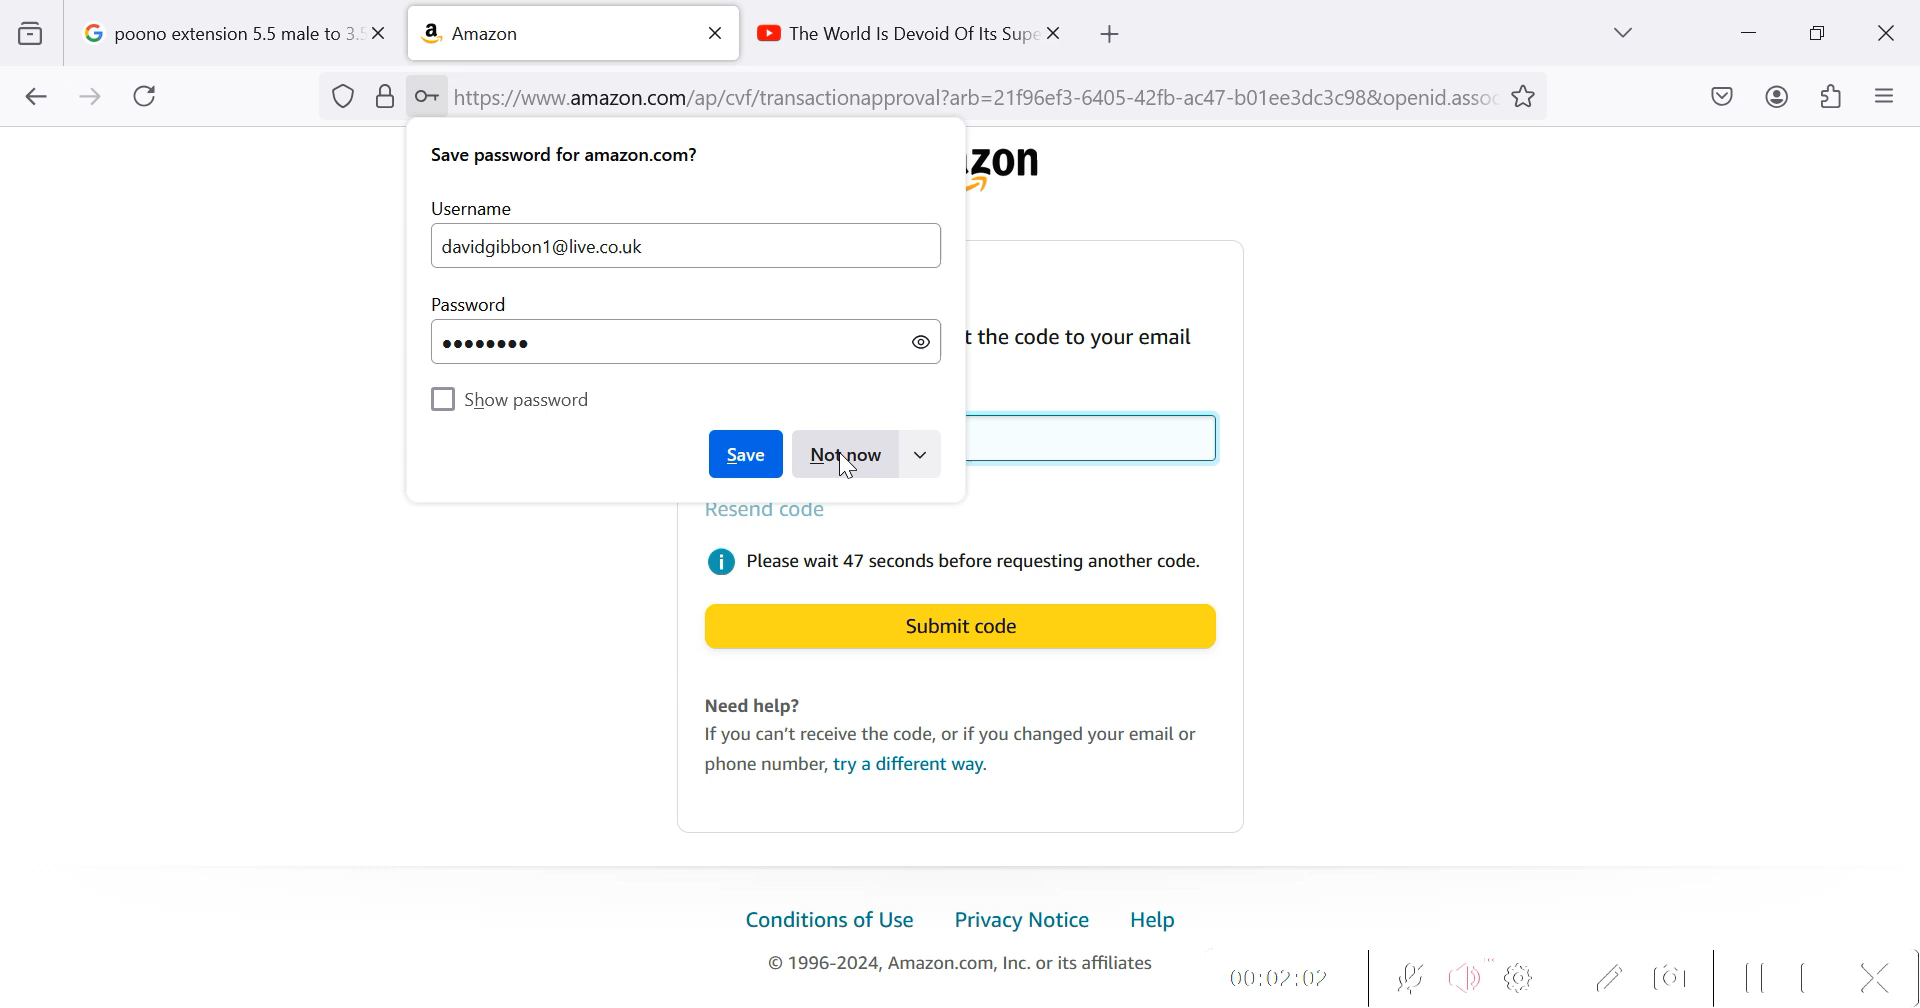 poono extension 5.5 male to 3.5
Amazon
The World Is Devoid Of Its Supe
https://www.amazon.com/ap/cvf/transactionapproval?arb=21f96ef3-6405-42fb-ac47-b01ee3dc3c98&openid.assoc
Save password for amazon.com?
zon
Username
davidgibbon1@live.co.uk
Password
t the code to your email
Show password
Save
Not now
Resend code
Please wait 47 seconds before requesting another code.
Submit code
Need help?
If you can't receive the code, or if you changed your email or
phone number, try a different way.
Conditions of Use Privacy Notice Help
© 1996-2024, Amazon.com, Inc. or its affiliates
00:02:02